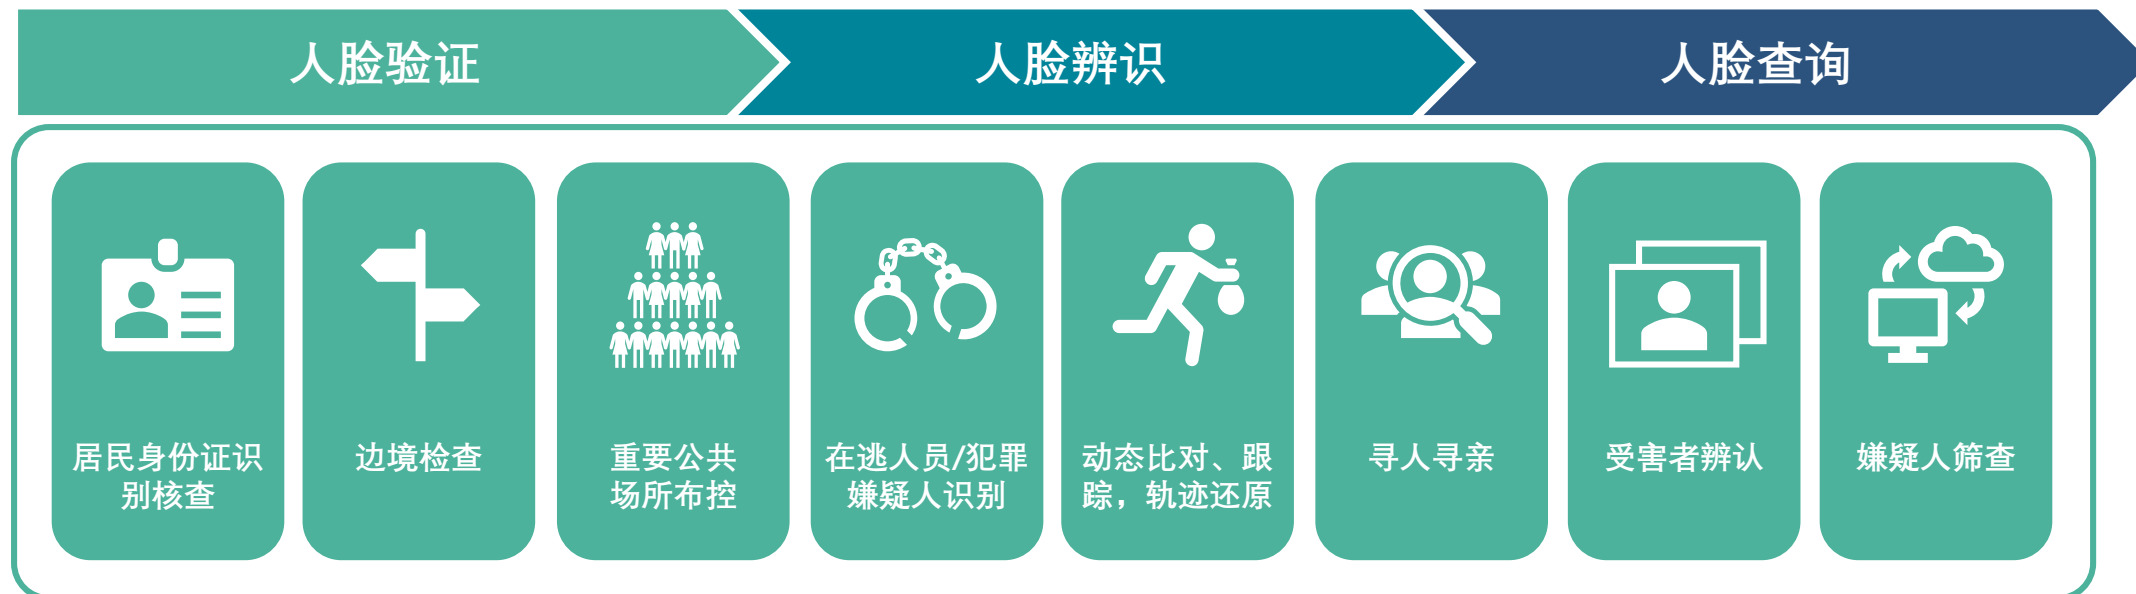 人脸验证
人脸辨识
人脸查询
居民身份证识
别核查
边境检查
重要公共
场所布控
在逃人员/犯罪
嫌疑人识别
动态比对、跟
踪，轨迹还原
寻人寻亲
受害者辨认
嫌疑人筛查